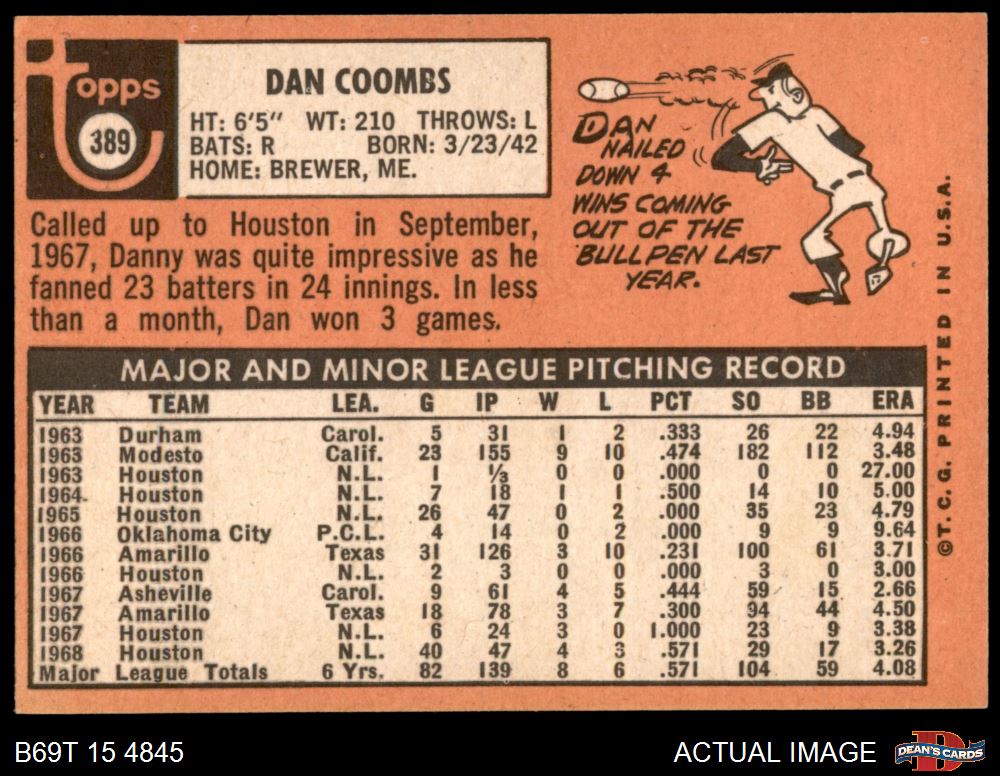 topps
389
DAN COOMBS
HT: 6'5" WT: 210 THROWS: L
BATS: R BORN: 3/23/42
HOME: BREWER, ME.
DAN
NAILED
DOWN 4
WINS COMING
OUT OF THE
BULLPEN LAST
YEAR.
Called up to Houston in September,
1967, Danny was quite impressive as he
fanned 23 batters in 24 innings. In less
than a month, Dan won 3 games.
MAJOR AND MINOR LEAGUE PITCHING RECORD
YEAR TEAM LEA. G IP W L PCT SO BB ERA
1963 Durham Carol. 5 31 1 2 .333 26 22 4.94
1963 Modesto Calif. 23 155 9 10 .474 182 112 3.48
1963 Houston N.L. 1 ⅓ 0 0 .000 0 0 27.00
1964 Houston N.L. 7 18 1 1 .500 14 10 5.00
1965 Houston N.L. 26 47 0 2 .000 35 23 4.79
1966 Oklahoma City P.C.L. 4 14 0 2 .000 9 9 9.64
1966 Amarillo Texas 31 126 3 10 .231 100 61 3.71
1966 Houston N.L. 2 3 0 0 .000 3 0 3.00
1967 Asheville Carol. 9 61 4 5 .444 59 15 2.66
1967 Amarillo Texas 18 78 3 7 .300 94 44 4.50
1967 Houston N.L. 6 24 3 0 1.000 23 9 3.38
1968 Houston N.L. 40 47 4 3 .571 29 17 3.26
Major League Totals 6 Yrs. 82 139 8 6 .571 104 59 4.08
©T.C.G. PRINTED IN U.S.A.
B69T 15 4845
ACTUAL IMAGE
D
DEAN'S CARDS